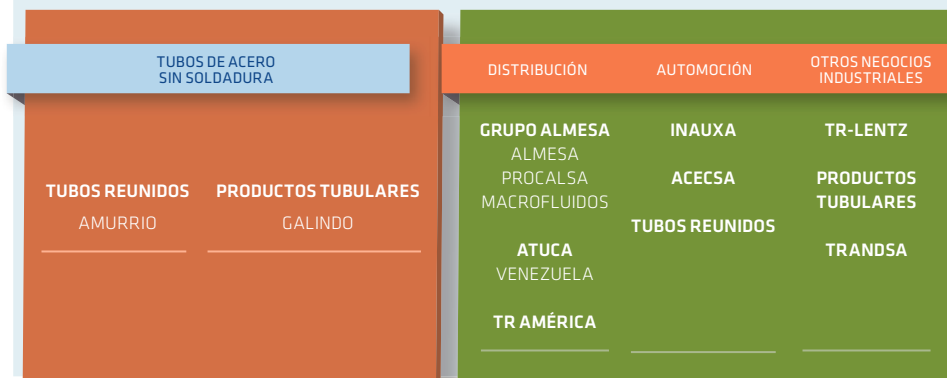 TUBOS DE ACERO
SIN SOLDADURA
TUBOS REUNIDOS
AMURRIO
PRODUCTOS TUBULARES
GALINDO
DISTRIBUCIÓN
GRUPO ALMESA
ALMESA
PROCALSA
MACROFLUIDOS
ATUCA
VENEZUELA
TR AMÉRICA
AUTOMOCIÓN
INAUXA
ACECSA
TUBOS REUNIDOS
OTROS NEGOCIOS
INDUSTRIALES
TR-LENTZ
PRODUCTOS
TUBULARES
TRANDSA